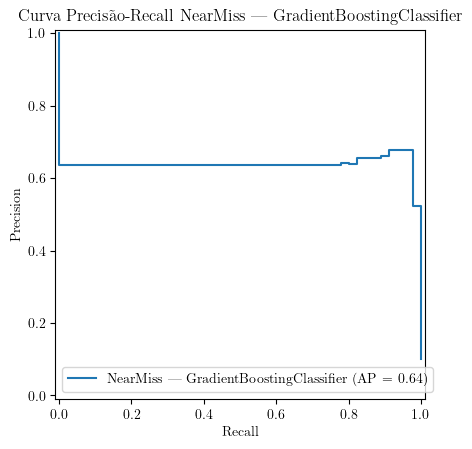 Curva Precisão-Recall NearMiss — GradientBoostingClassifier
1.0
0.8
0.6
0.4
0.2
0.0
Precision
NearMiss — GradientBoostingClassifier (AP = 0.64)
0.0 0.2 0.4 0.6 0.8 1.0
Recall